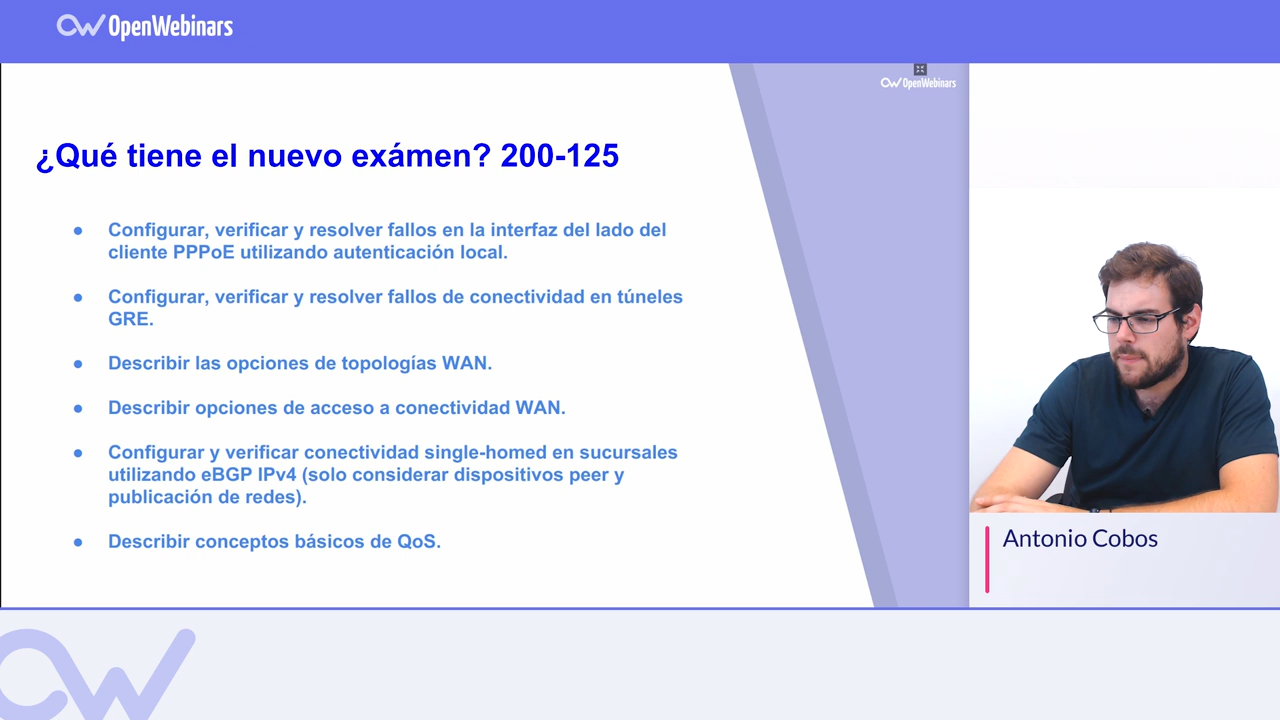 OpenWebinars
OpenWebinars
¿Qué tiene el nuevo exámen? 200-125
● Configurar, verificar y resolver fallos en la interfaz del lado del
cliente PPPoE utilizando autenticación local.
● Configurar, verificar y resolver fallos de conectividad en túneles
GRE.
● Describir las opciones de topologías WAN.
● Describir opciones de acceso a conectividad WAN.
● Configurar y verificar conectividad single-homed en sucursales
utilizando eBGP IPv4 (solo considerar dispositivos peer y
publicación de redes).
● Describir conceptos básicos de QoS.
Antonio Cobos